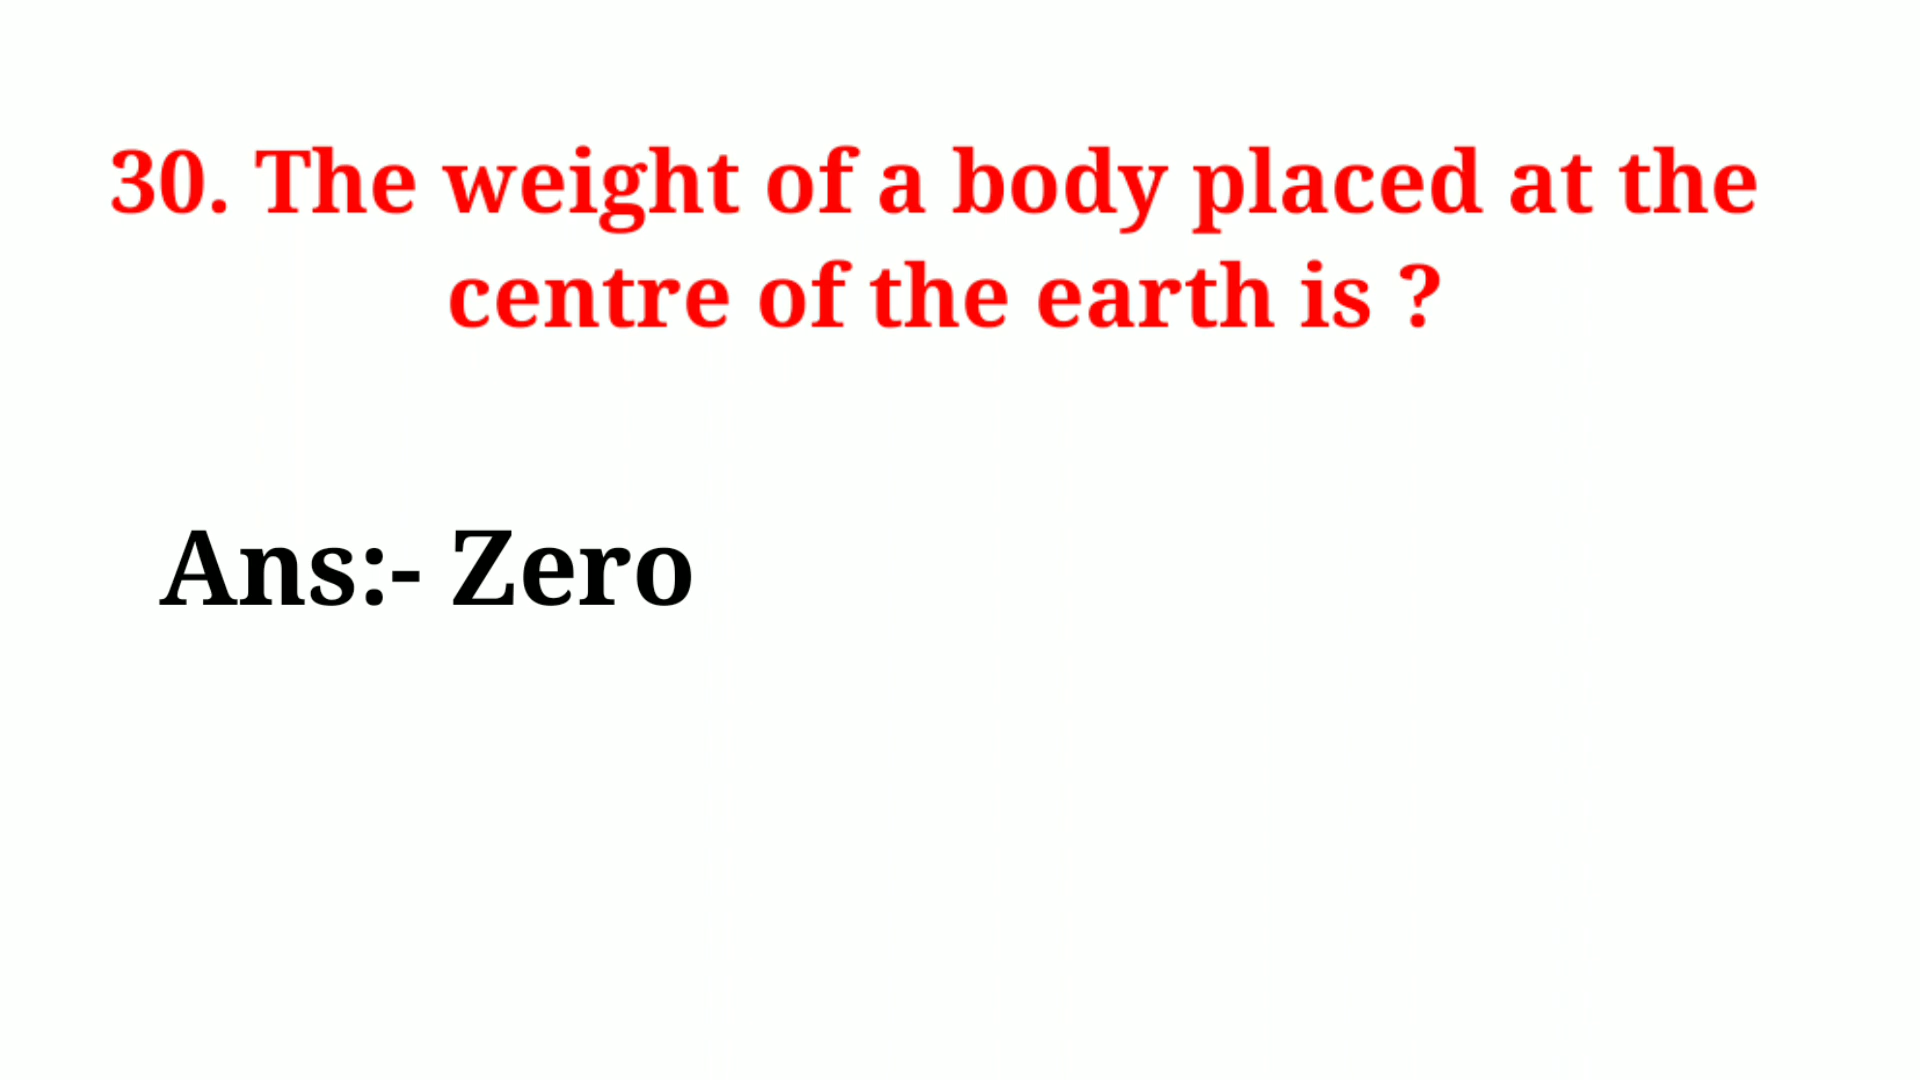 30. The weight of a body placed at the
centre of the earth is ?
Ans:- Zero